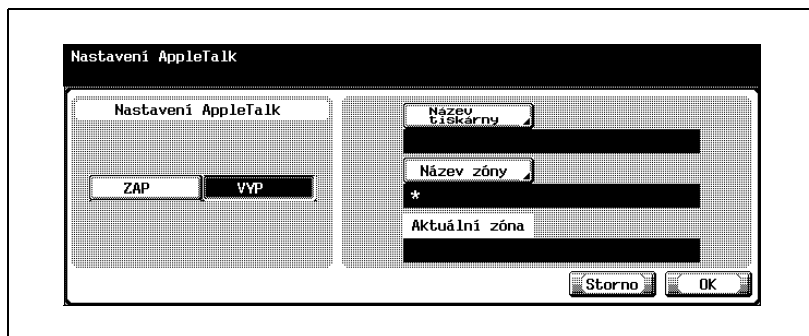 Nastavení AppleTalk
Nastavení AppleTalk
ZAP
VYP
Název
tiskárny
Název zóny
*
Aktuální zóna
Storno
OK